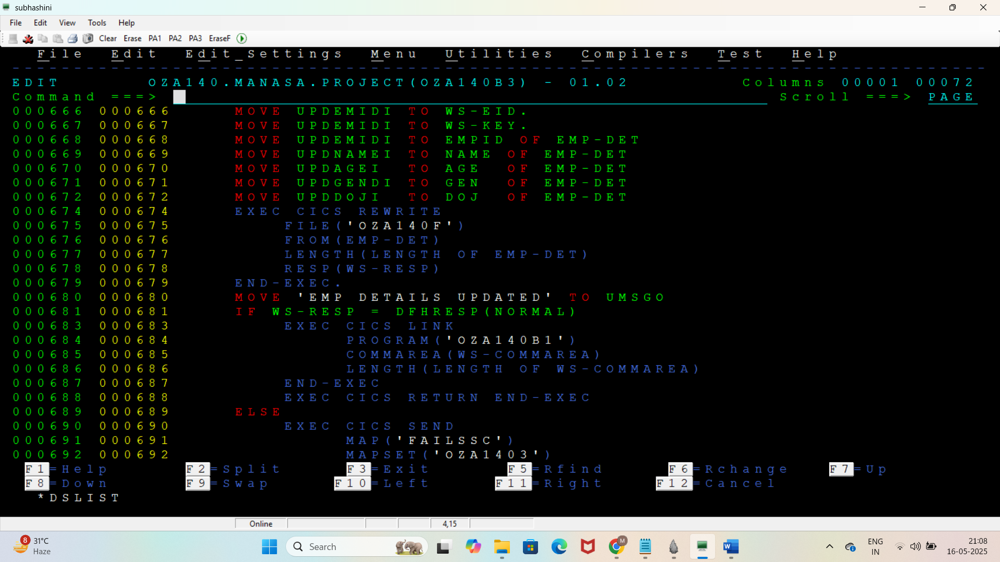 subhashini
File Edit View Tools Help
Clear Erase PA1 PA2 PA3 EraseF
File Edit Edit_Settings Menu Utilities Compilers Test Help
EDIT OZA140.MANASA.PROJECT(OZA140B3) - 01.02 Columns 00001 00072
Command ===> Scroll ===> PAGE
000666 000666 MOVE UPDEMIDI TO WS-EID.
000667 000667 MOVE UPDEMIDI TO WS-KEY.
000668 000668 MOVE UPDEMIDI TO EMPID OF EMP-DET
000669 000669 MOVE UPDNAMEI TO NAME OF EMP-DET
000670 000670 MOVE UPDAGEI TO AGE OF EMP-DET
000671 000671 MOVE UPDGENDI TO GEN OF EMP-DET
000672 000672 MOVE UPDDOJI TO DOJ OF EMP-DET
000674 000674 EXEC CICS REWRITE
000675 000675 FILE('OZA140F')
000676 000676 FROM(EMP-DET)
000677 000677 LENGTH(LENGTH OF EMP-DET)
000678 000678 RESP(WS-RESP)
000679 000679 END-EXEC.
000680 000680 MOVE 'EMP DETAILS UPDATED' TO UMSGO
000681 000681 IF WS-RESP = DFHRESP(NORMAL)
000683 000683 EXEC CICS LINK
000684 000684 PROGRAM('OZA140B1')
000685 000685 COMMAREA(WS-COMMAREA)
000686 000686 LENGTH(LENGTH OF WS-COMMAREA)
000687 000687 END-EXEC
000688 000688 EXEC CICS RETURN END-EXEC
000689 000689 ELSE
000690 000690 EXEC CICS SEND
000691 000691 MAP('FAILSSC')
000692 000692 MAPSET('OZA1403')
F1=Help F2=Split F3=Exit F5=Rfind F6=Rchange F7=Up
F8=Down F9=Swap F10=Left F11=Right F12=Cancel
*DSLIST
Online 4,15
8 31°C
Haze
Search
M
W
ENG
IN
21:08
16-05-2025